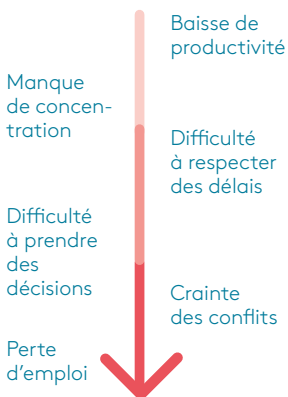 Baisse de
productivité
Manque
de concen-
tration
Difficulté
à respecter
des délais
Difficulté
à prendre
des
décisions
Crainte
des conflits
Perte
d'emploi